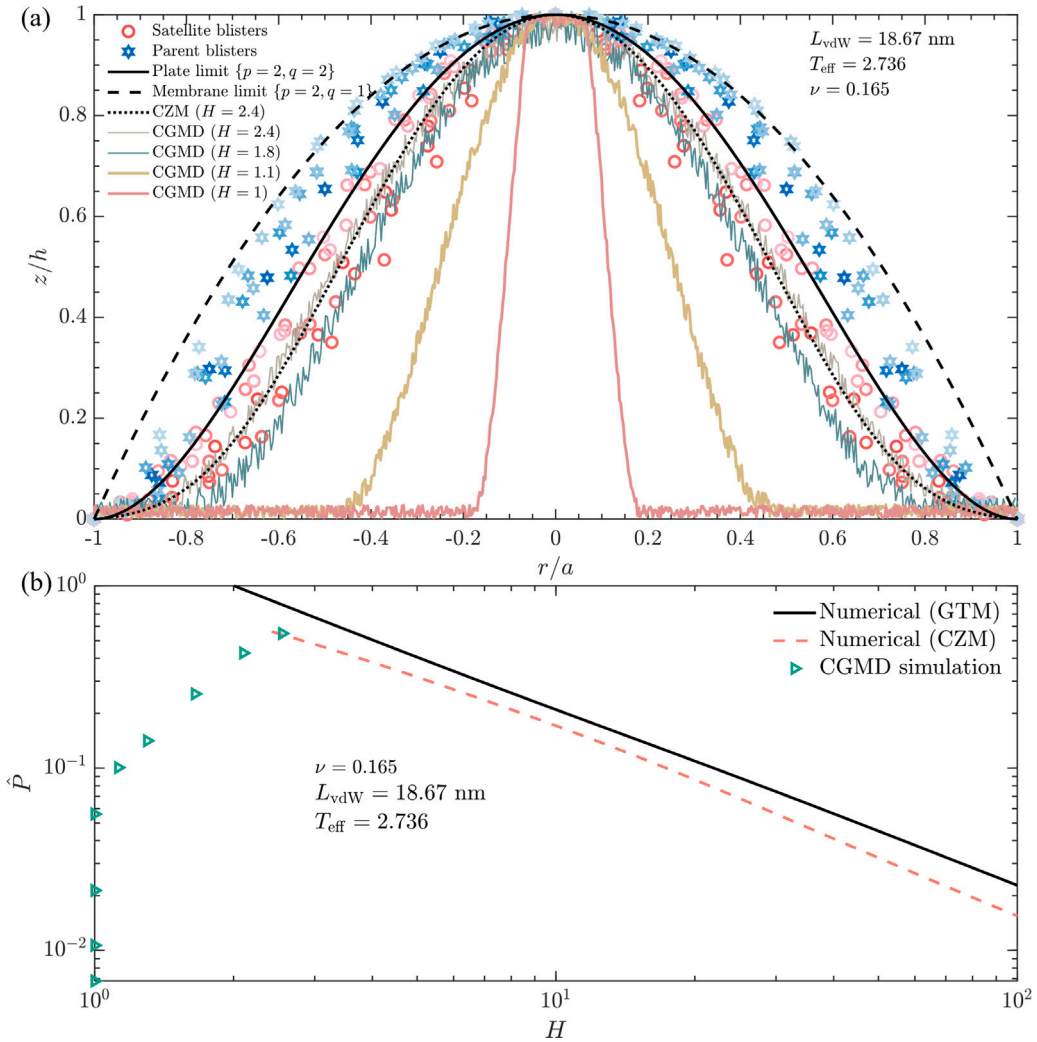 (a)
Satellite blisters
Parent blisters
Plate limit {p = 2, q = 2}
Membrane limit {p = 2, q = 1}
CZM (H = 2.4)
CGMD (H = 2.4)
CGMD (H = 1.8)
CGMD (H = 1.1)
CGMD (H = 1)
L_vdW = 18.67 nm
T_eff = 2.736
ν = 0.165
1
0.8
0.6
0.4
0.2
0
z/h
-1 -0.8 -0.6 -0.4 -0.2 0 0.2 0.4 0.6 0.8 1
r/a
(b)
10^0
10^-1
10^-2
P̂
Numerical (GTM)
Numerical (CZM)
CGMD simulation
ν = 0.165
L_vdW = 18.67 nm
T_eff = 2.736
10^0 10^1 10^2
H